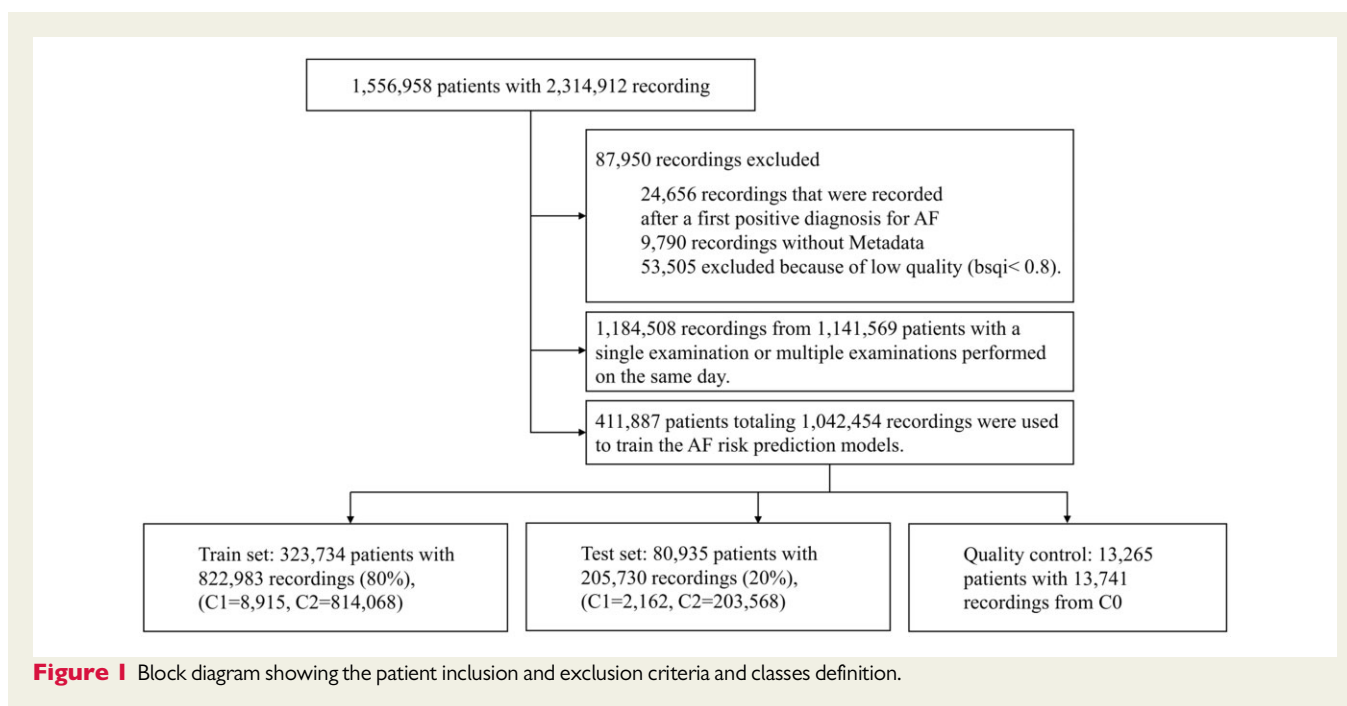 1,556,958 patients with 2,314,912 recording
87,950 recordings excluded
24,656 recordings that were recorded
after a first positive diagnosis for AF
9,790 recordings without Metadata
53,505 excluded because of low quality (bsqi< 0.8).
1,184,508 recordings from 1,141,569 patients with a
single examination or multiple examinations performed
on the same day.
411,887 patients totaling 1,042,454 recordings were used
to train the AF risk prediction models.
Train set: 323,734 patients with
822,983 recordings (80%),
(C1=8,915, C2=814,068)
Test set: 80,935 patients with
205,730 recordings (20%),
(C1=2,162, C2=203,568)
Quality control: 13,265
patients with 13,741
recordings from C0
Figure 1 Block diagram showing the patient inclusion and exclusion criteria and classes definition.